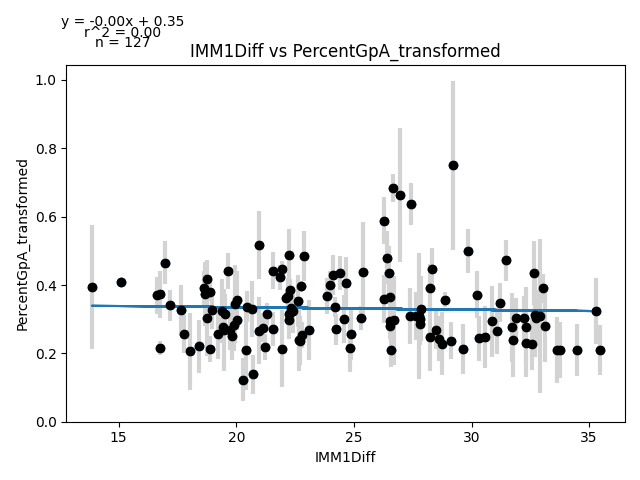 y = -0.00x + 0.35
r^2 = 0.00
n = 127
IMM1Diff vs PercentGpA_transformed
1.0
0.8
0.6
0.4
0.2
0.0
PercentGpA_transformed
15 20 25 30 35
IMM1Diff